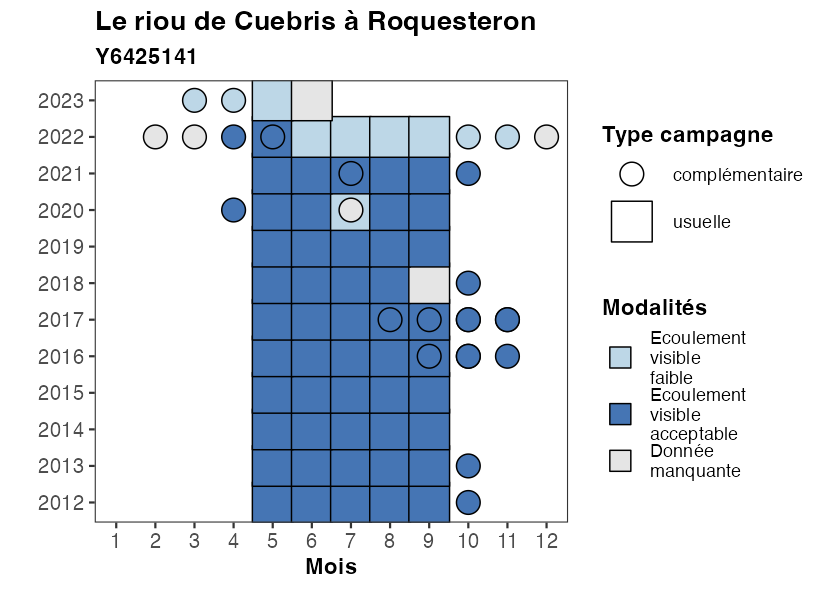 Le riou de Cuebris à Roquesteron
Y6425141
2023
2022
2021
2020
2019
2018
2017
2016
2015
2014
2013
2012
1 2 3 4 5 6 7 8 9 10 11 12
Mois
Type campagne
complémentaire
usuelle
Modalités
Ecoulement
visible
faible
Ecoulement
visible
acceptable
Donnée
manquante